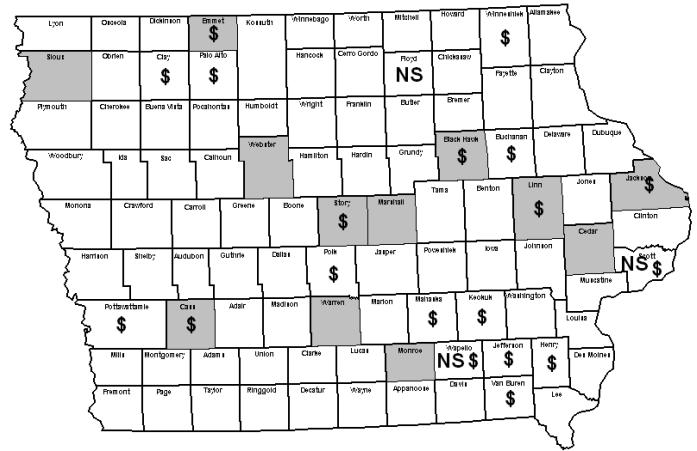 Lyon Osceola Dickinson Emmet Kossuth Winnebago Worth Mitchell Howard Winneshiek Allamakee
$ $
Sioux Obrien Clay Palo Alto Hancock Cerro Gordo Floyd Chickasaw
$ $ NS
Fayette Clayton
Plymouth Cherokee Buena Vista Pocahontas Humboldt Wright Franklin Butler Bremer
Woodbury Ida Sac Calhoun Webster Hamilton Hardin Grundy Black Hawk Buchanan Delaware Dubuque
$ $
Tama Benton Linn Jones Jackson
$ $
Monona Crawford Carroll Greene Boone Story Marshall Clinton
$
Cedar
Harrison Shelby Audubon Guthrie Dallas Polk Jasper Poweshiek Iowa Johnson Scott
$ NS $
Muscatine
Pottawattamie Cass Adair Madison Warren Marion Mahaska Keokuk Washington
$ $ $ $
Louisa
Mills Montgomery Adams Union Clarke Lucas Monroe Wapello Jefferson Henry Des Moines
NS $ $ $
Fremont Page Taylor Ringgold Decatur Wayne Appanoose Davis Van Buren Lee
$